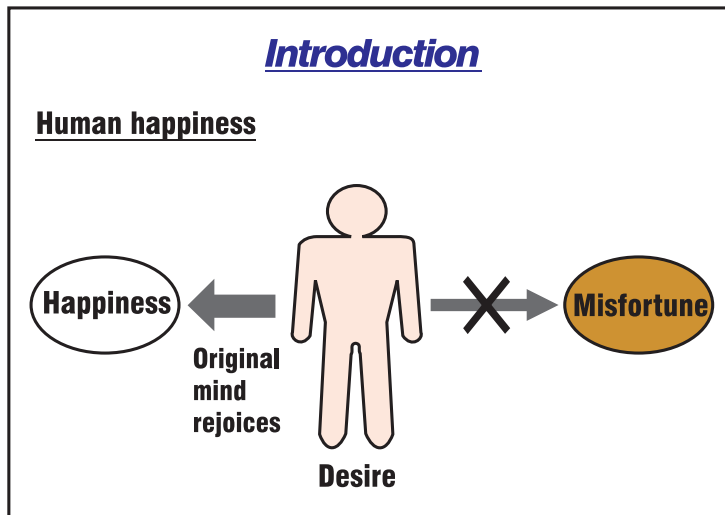 Introduction
Human happiness
Happiness
Misfortune
Original
mind
rejoices
Desire